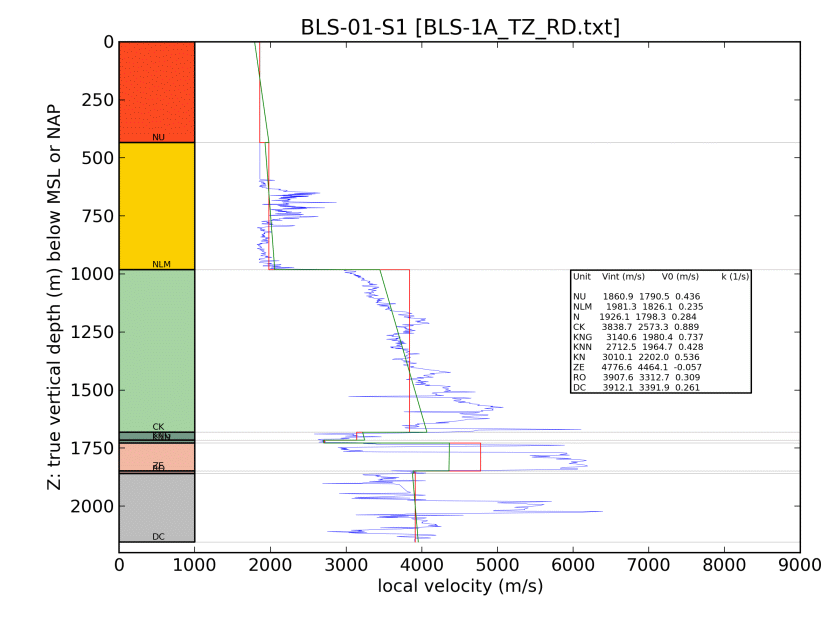 BLS-01-S1 [BLS-1A_TZ_RD.txt]
0
250
500
750
1000
1250
1500
1750
2000
Z: true vertical depth (m) below MSL or NAP
NU
NLM
CK
KNN
ZE
RO
DC
Unit Vint (m/s) V0 (m/s) k (1/s)
NU 1860.9 1790.5 0.436
NLM 1981.3 1826.1 0.235
N 1926.1 1798.3 0.284
CK 3838.7 2573.3 0.889
KNG 3140.6 1980.4 0.737
KNN 2712.5 1964.7 0.428
KN 3010.1 2202.0 0.536
ZE 4776.6 4464.1 -0.057
RO 3907.6 3312.7 0.309
DC 3912.1 3391.9 0.261
0 1000 2000 3000 4000 5000 6000 7000 8000 9000
local velocity (m/s)